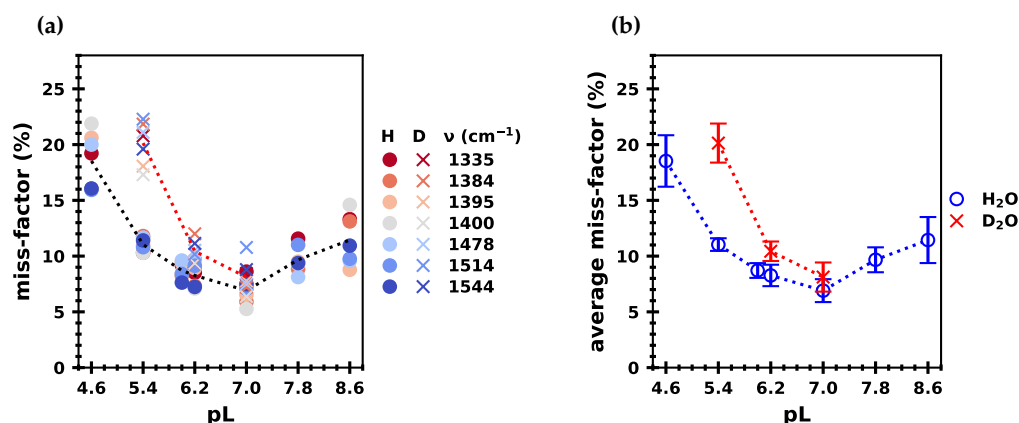 (a)
miss-factor (%)
25
20
15
10
5
0
4.6 5.4 6.2 7.0 7.8 8.6
pL
H D ν (cm⁻¹)
1335
1384
1395
1400
1478
1514
1544
(b)
average miss-factor (%)
25
20
15
10
5
0
4.6 5.4 6.2 7.0 7.8 8.6
pL
H₂O
D₂O